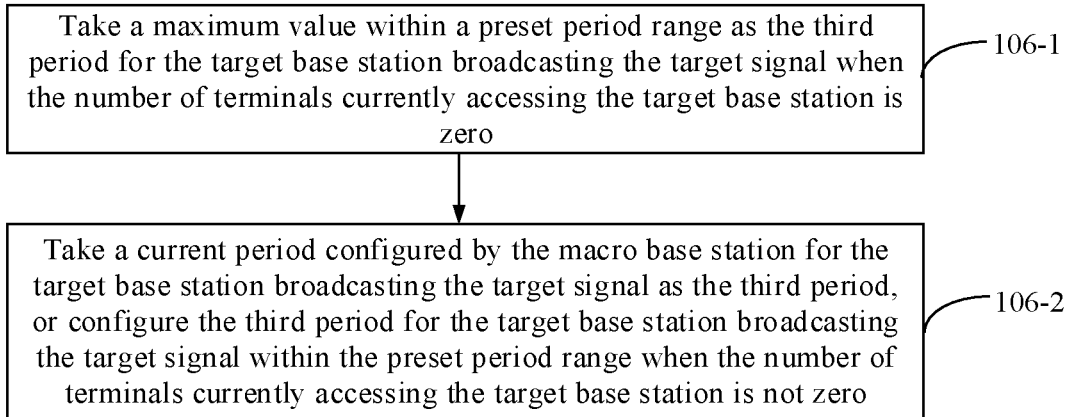 Take a maximum value within a preset period range as the third
period for the target base station broadcasting the target signal when
the number of terminals currently accessing the target base station is
zero
106-1
Take a current period configured by the macro base station for the
target base station broadcasting the target signal as the third period,
or configure the third period for the target base station broadcasting
the target signal within the preset period range when the number of
terminals currently accessing the target base station is not zero
106-2